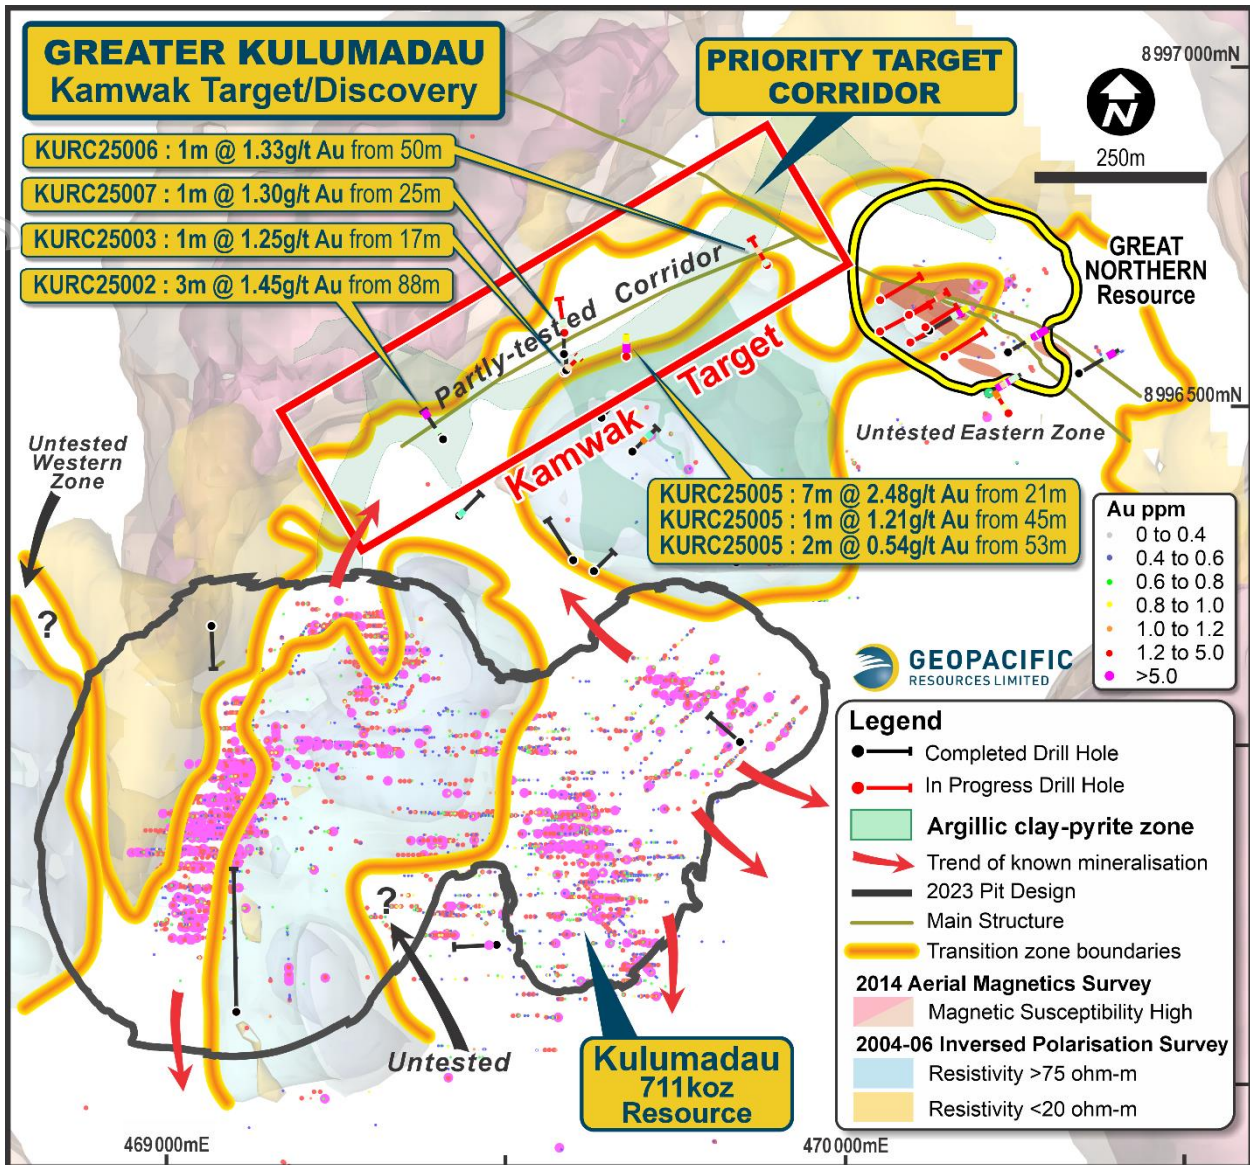 GREATER KULUMADAU
Kamwak Target/Discovery
PRIORITY TARGET
CORRIDOR
8997000mN
N
250m
KURC25006 : 1m @ 1.33g/t Au from 50m
KURC25007 : 1m @ 1.30g/t Au from 25m
KURC25003 : 1m @ 1.25g/t Au from 17m
KURC25002 : 3m @ 1.45g/t Au from 88m
GREAT
NORTHERN
Resource
Partly-tested Corridor
Kamwak Target
8996500mN
Untested Eastern Zone
Untested
Western
Zone
?
KURC25005 : 7m @ 2.48g/t Au from 21m
KURC25005 : 1m @ 1.21g/t Au from 45m
KURC25005 : 2m @ 0.54g/t Au from 53m
Au ppm
0 to 0.4
0.4 to 0.6
0.6 to 0.8
0.8 to 1.0
1.0 to 1.2
1.2 to 5.0
>5.0
GEOPACIFIC
RESOURCES LIMITED
Legend
Completed Drill Hole
In Progress Drill Hole
Argillic clay-pyrite zone
Trend of known mineralisation
2023 Pit Design
Main Structure
Transition zone boundaries
2014 Aerial Magnetics Survey
Magnetic Susceptibility High
2004-06 Inversed Polarisation Survey
Resistivity >75 ohm-m
Resistivity <20 ohm-m
?
Untested
Kulumadau
711koz
Resource
469000mE
470000mE